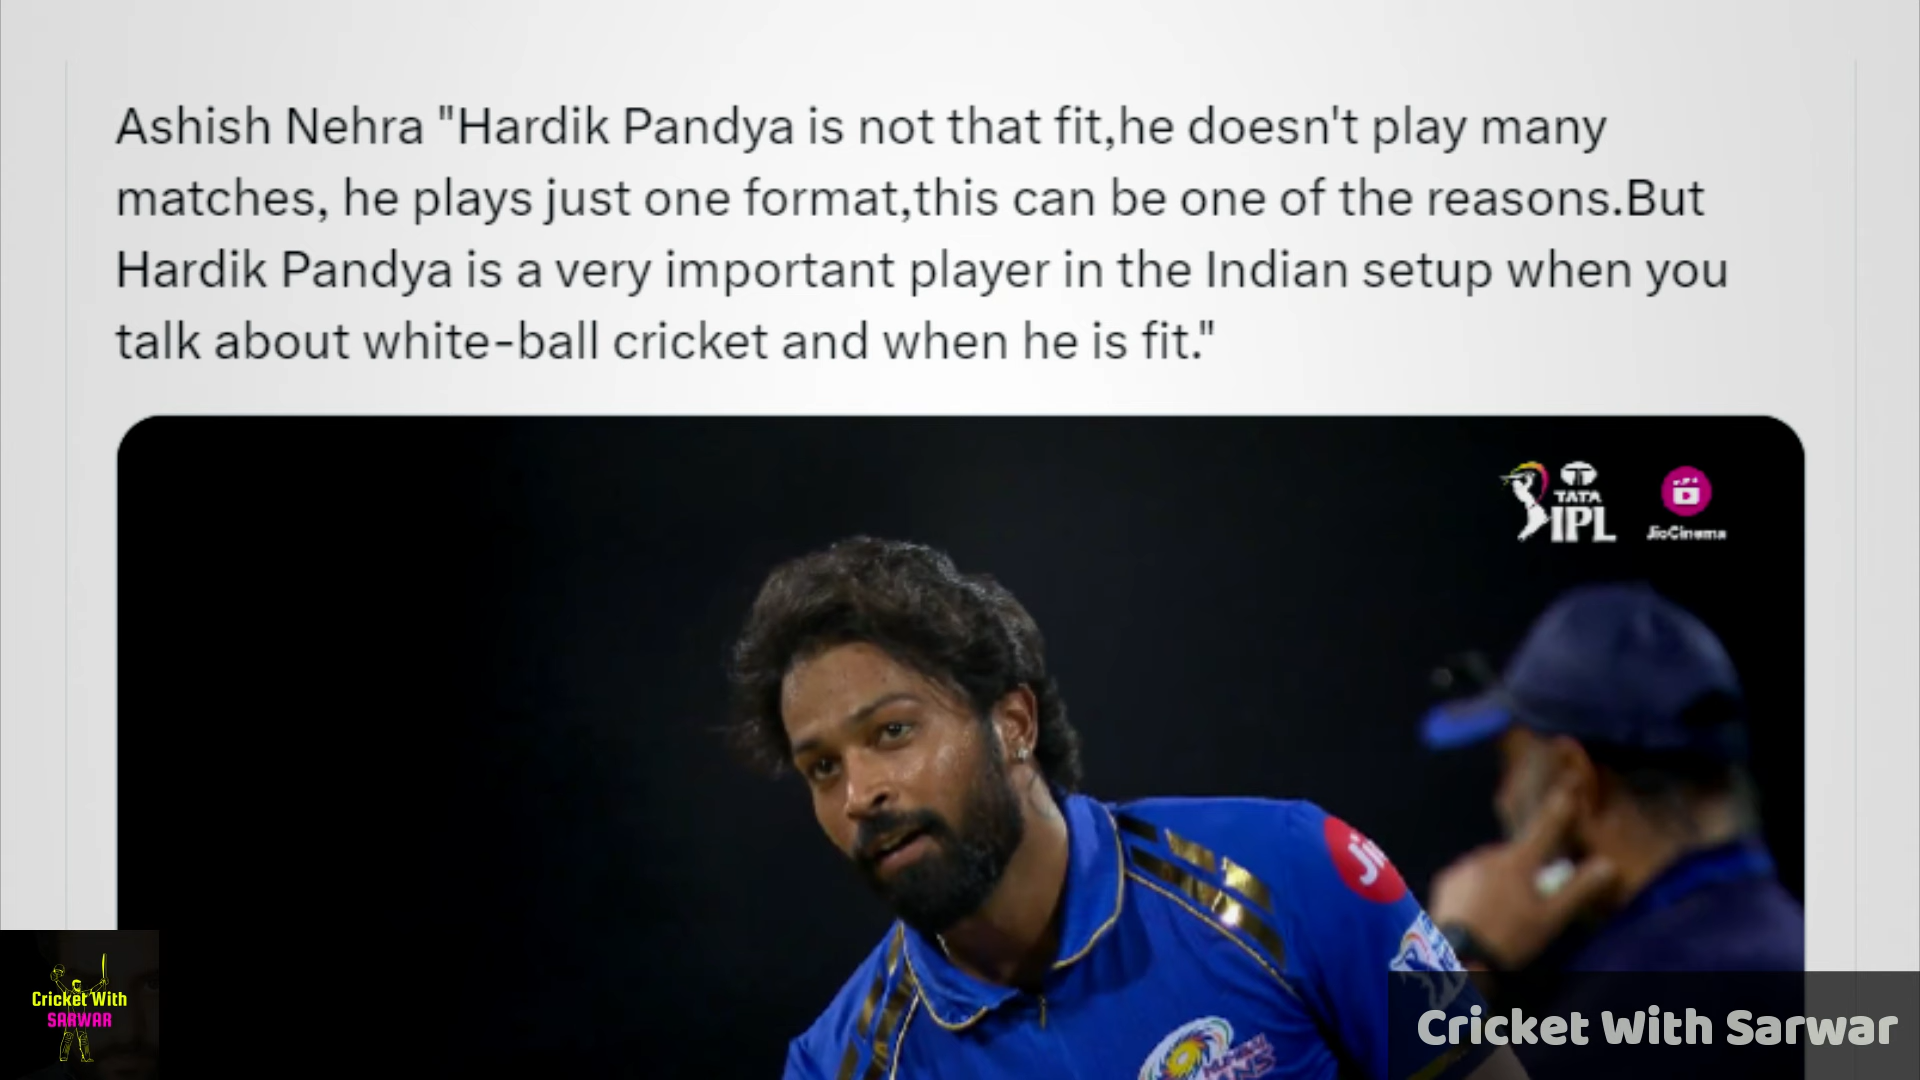 Ashish Nehra "Hardik Pandya is not that fit,he doesn't play many
matches, he plays just one format,this can be one of the reasons.But
Hardik Pandya is a very important player in the Indian setup when you
talk about white-ball cricket and when he is fit."
TATA
IPL
JioCinema
Cricket With
SARWAR
Cricket With Sarwar